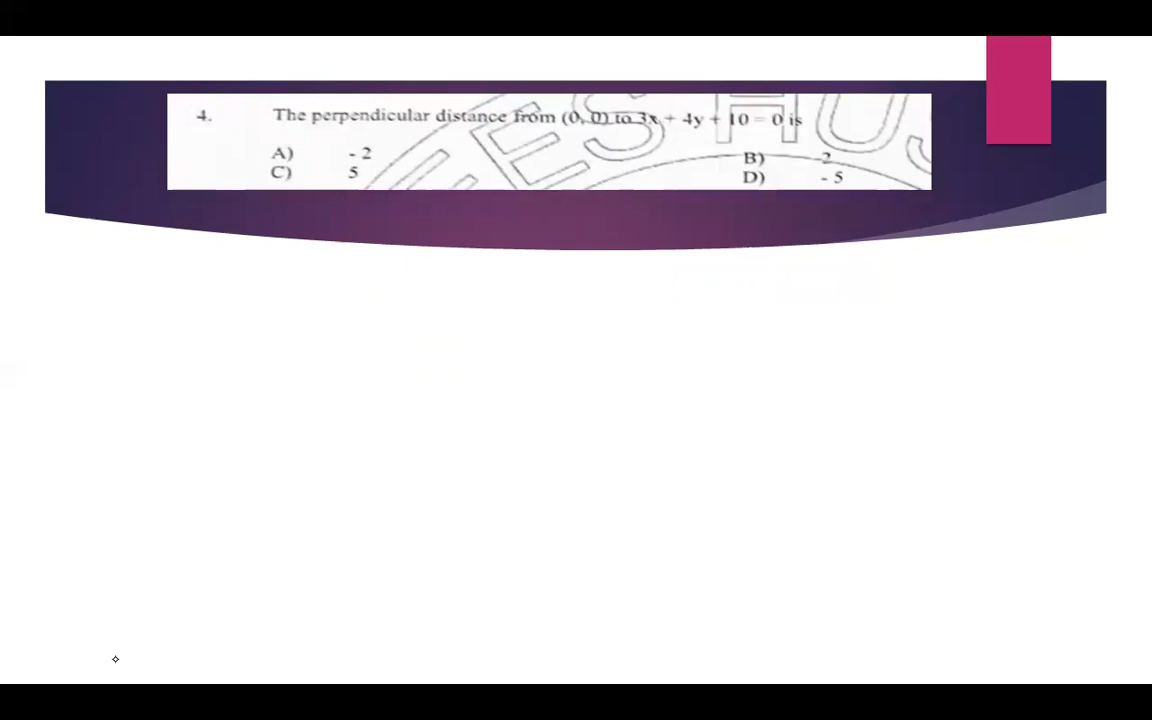 4. The perpendicular distance from (0, 0) to 3x + 4y + 10 = 0 is
A) - 2 B) 2
C) 5 D) - 5